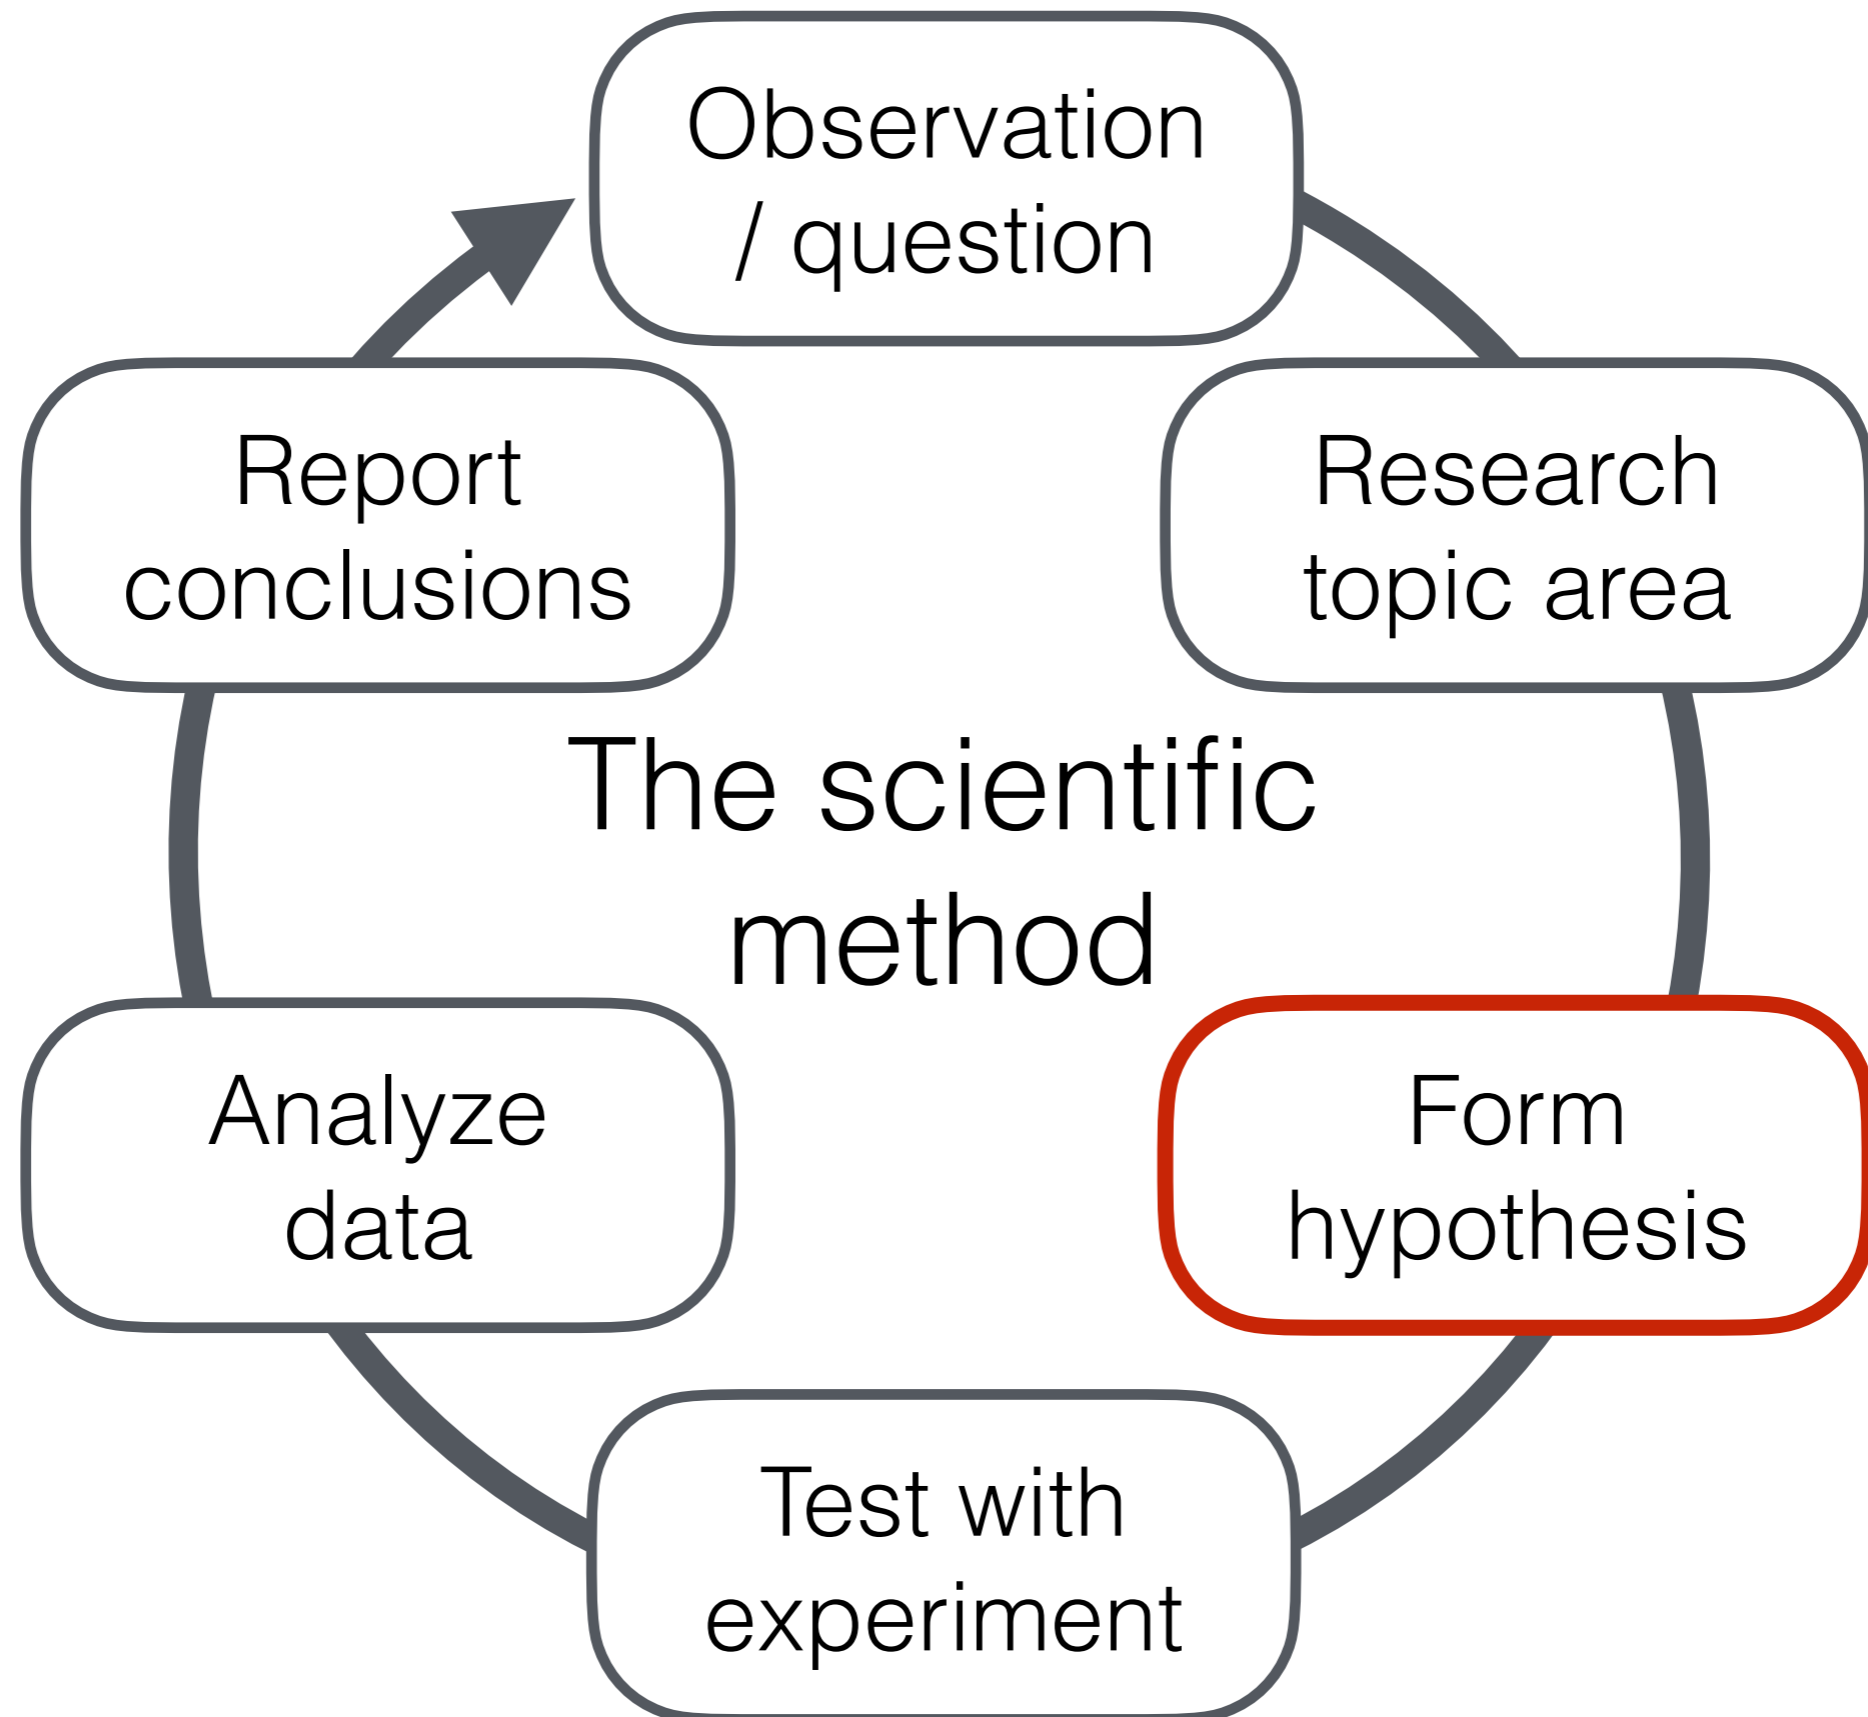 Observation
/ question
Research
topic area
Form
hypothesis
Test with
experiment
Analyze
data
Report
conclusions
The scientific
method